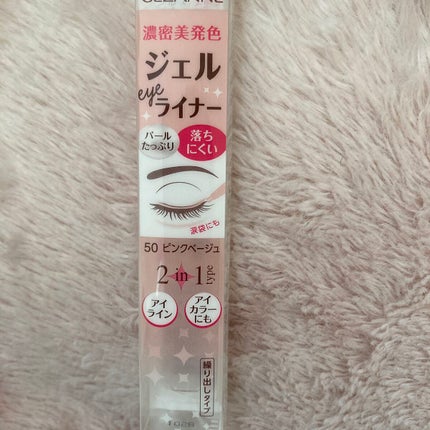 CEZANNE
濃密美発色
ジェル
eye
ライナー
パール
たっぷり
落ち
にくい
涙袋にも
50 ピンクベージュ
2 in 1 type
アイ
ライン
アイ
カラー
にも
繰り出しタイプ